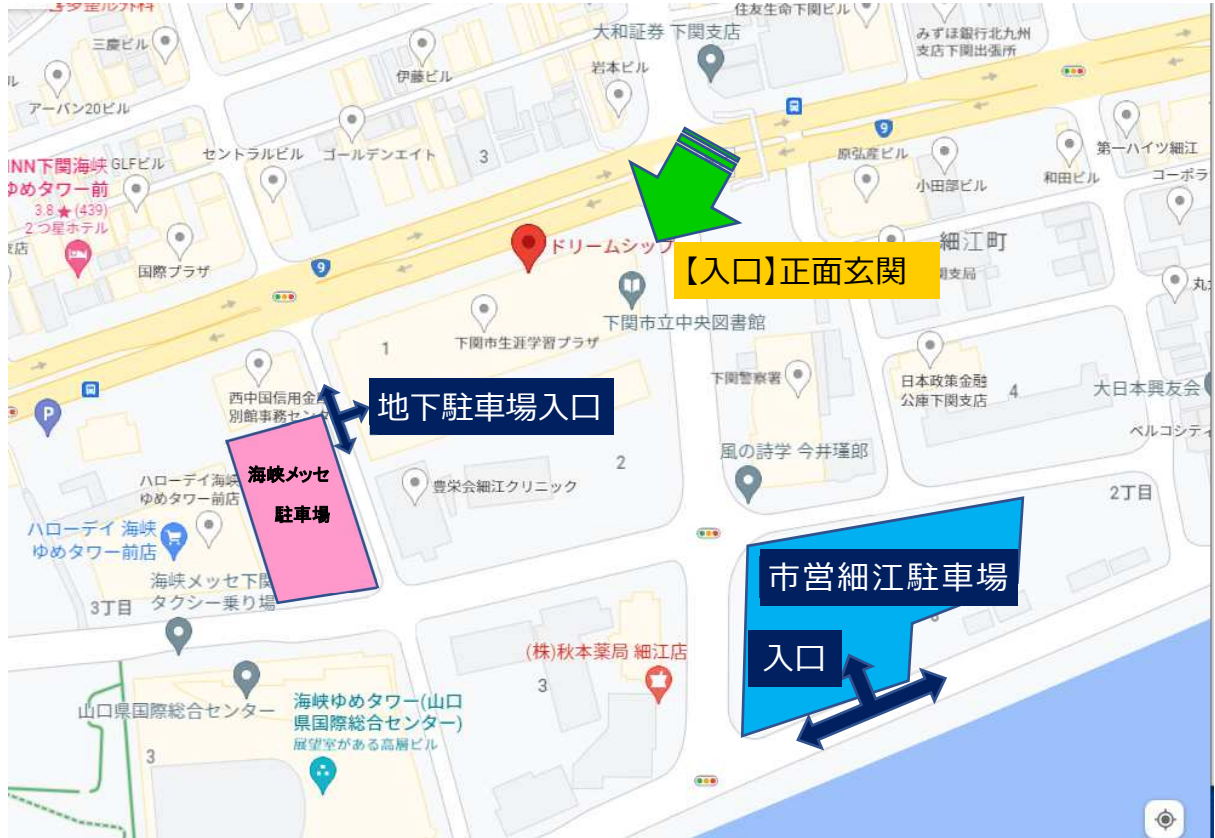 三慶ビル
アーバン20ビル
伊藤ビル
大和証券 下関支店
岩本ビル
住友生命下関ビル
みずほ銀行北九州
支店下関出張所
INN下関海峡
ゆめタワー前
3.8★(439)
2つ星ホテル
GLFビル
セントラルビル
ゴールデンエイト
3
9
原弘産ビル
小田部ビル
和田ビル
第一ハイツ細江
コーポラ
国際プラザ
9
ドリームシップ
【入口】正面玄関
細江町
下関市立中央図書館
下関市生涯学習プラザ
1
西中国信用金
別館事務センタ
地下駐車場入口
下関警察署
日本政策金融
公庫下関支店
4
大日本興友会
ベルコシティ
P
海峡メッセ
駐車場
ハローデイ海峡
ゆめタワー前店
豊栄会細江クリニック
2
風の詩学 今井瑾郎
2丁目
ハローデイ 海峡
ゆめタワー前店
海峡メッセ下関
タクシー乗り場
3丁目
市営細江駐車場
入口
(株)秋本薬局 細江店
3
山口県国際総合センター
海峡ゆめタワー(山口
県国際総合センター)
展望室がある高層ビル
3